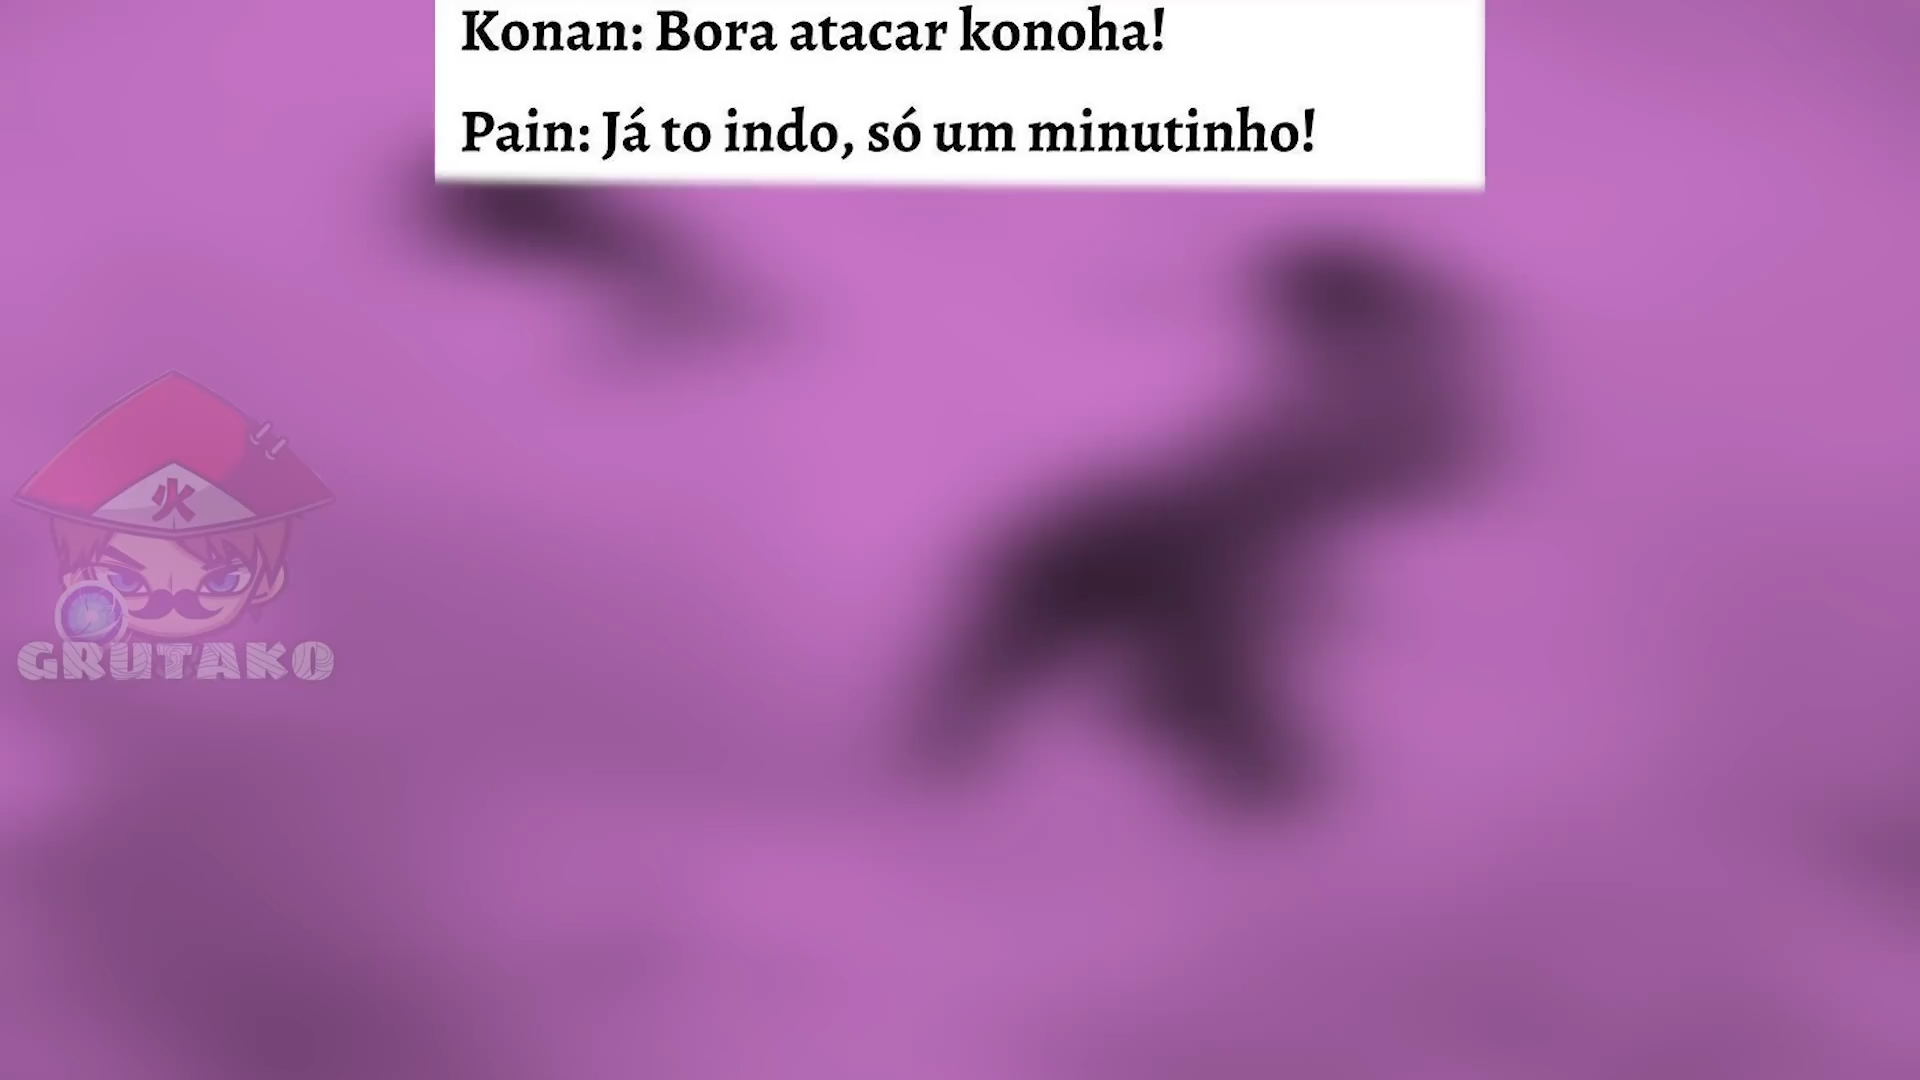 Konan: Bora atacar konoha!
Pain: Já to indo, só um minutinho!
火
GRUTAKO